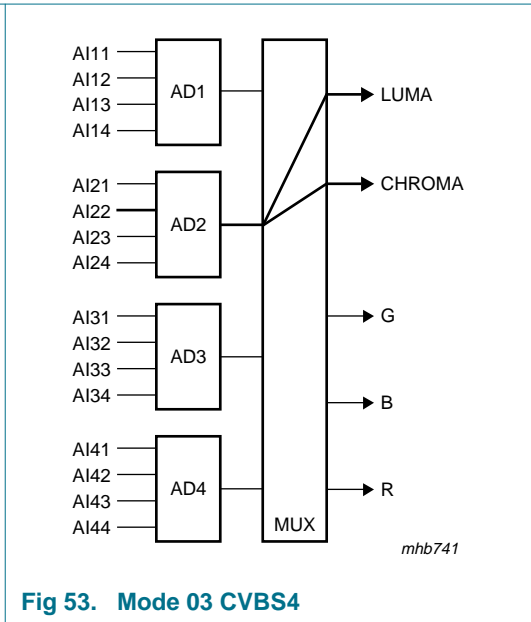 AI11
AI12
AI13
AI14
AD1
LUMA
CHROMA
AI21
AI22
AI23
AI24
AD2
AI31
AI32
AI33
AI34
AD3
G
B
AI41
AI42
AI43
AI44
AD4
R
MUX
mhb741
Fig 53. Mode 03 CVBS4